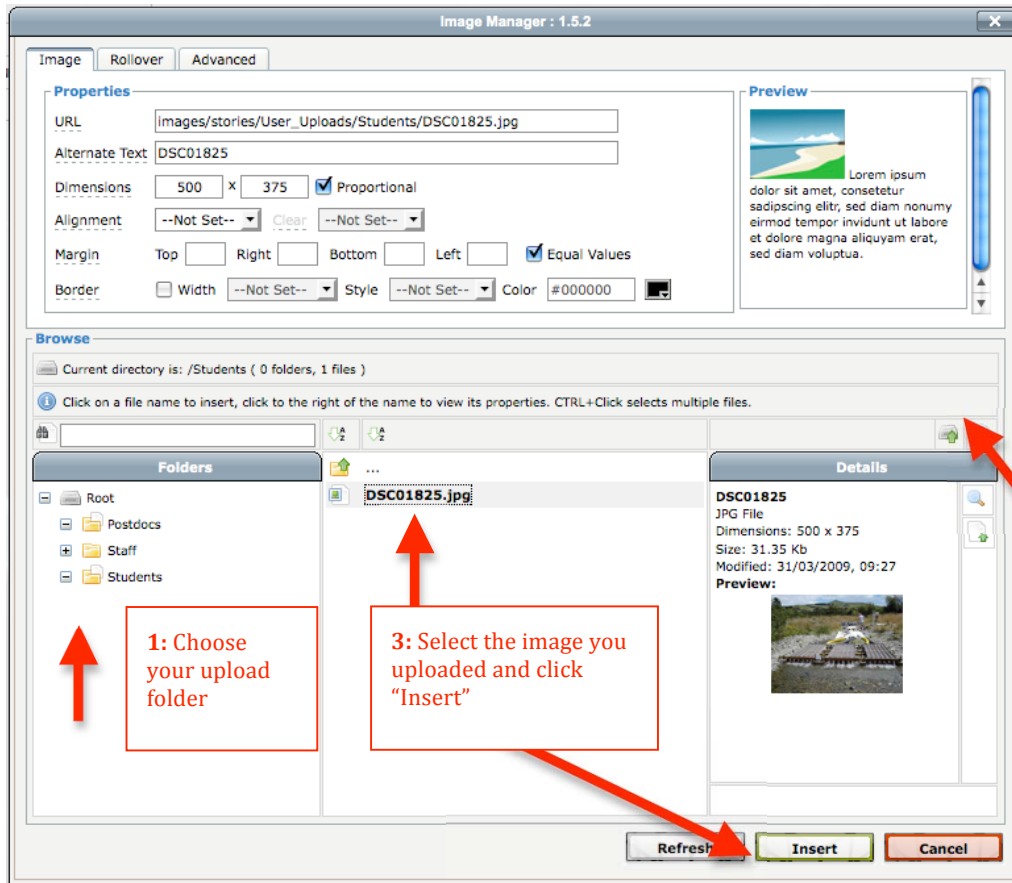 Image Manager : 1.5.2
Image Rollover Advanced
Properties
URL images/stories/User_Uploads/Students/DSC01825.jpg
Alternate Text DSC01825
Dimensions 500 x 375 Proportional
Alignment --Not Set-- Clear --Not Set--
Margin Top Right Bottom Left Equal Values
Border Width --Not Set-- Style --Not Set-- Color #000000
Preview
Lorem ipsum
dolor sit amet, consetetur
sadipscing elitr, sed diam nonumy
eirmod tempor invidunt ut labore
et dolore magna aliquyam erat,
sed diam voluptua.
Browse
Current directory is: /Students ( 0 folders, 1 files )
Click on a file name to insert, click to the right of the name to view its properties. CTRL+Click selects multiple files.
Folders
Root
Postdocs
Staff
Students
...
DSC01825.jpg
Details
DSC01825
JPG File
Dimensions: 500 x 375
Size: 31.35 Kb
Modified: 31/03/2009, 09:27
Preview:
1: Choose
your upload
folder
3: Select the image you
uploaded and click
“Insert”
Refresh Insert Cancel